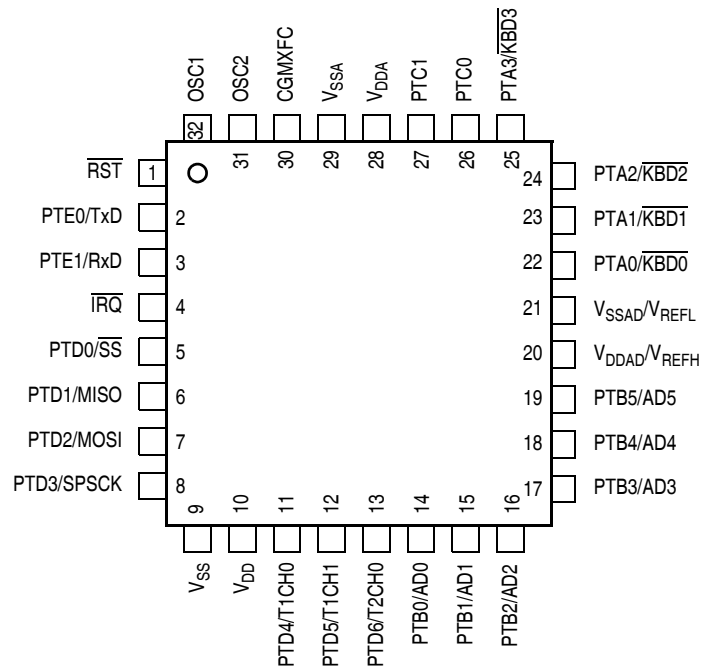 OSC1
OSC2
CGMXFC
VSSA
VDDA
PTC1
PTC0
PTA3/KBD3
32
31
30
29
28
27
26
25
RST
1
PTE0/TxD
2
PTE1/RxD
3
IRQ
4
PTD0/SS
5
PTD1/MISO
6
PTD2/MOSI
7
PTD3/SPSCK
8
24
PTA2/KBD2
23
PTA1/KBD1
22
PTA0/KBD0
21
VSSAD/VREFL
20
VDDAD/VREFH
19
PTB5/AD5
18
PTB4/AD4
17
PTB3/AD3
9
10
11
12
13
14
15
16
VSS
VDD
PTD4/T1CH0
PTD5/T1CH1
PTD6/T2CH0
PTB0/AD0
PTB1/AD1
PTB2/AD2